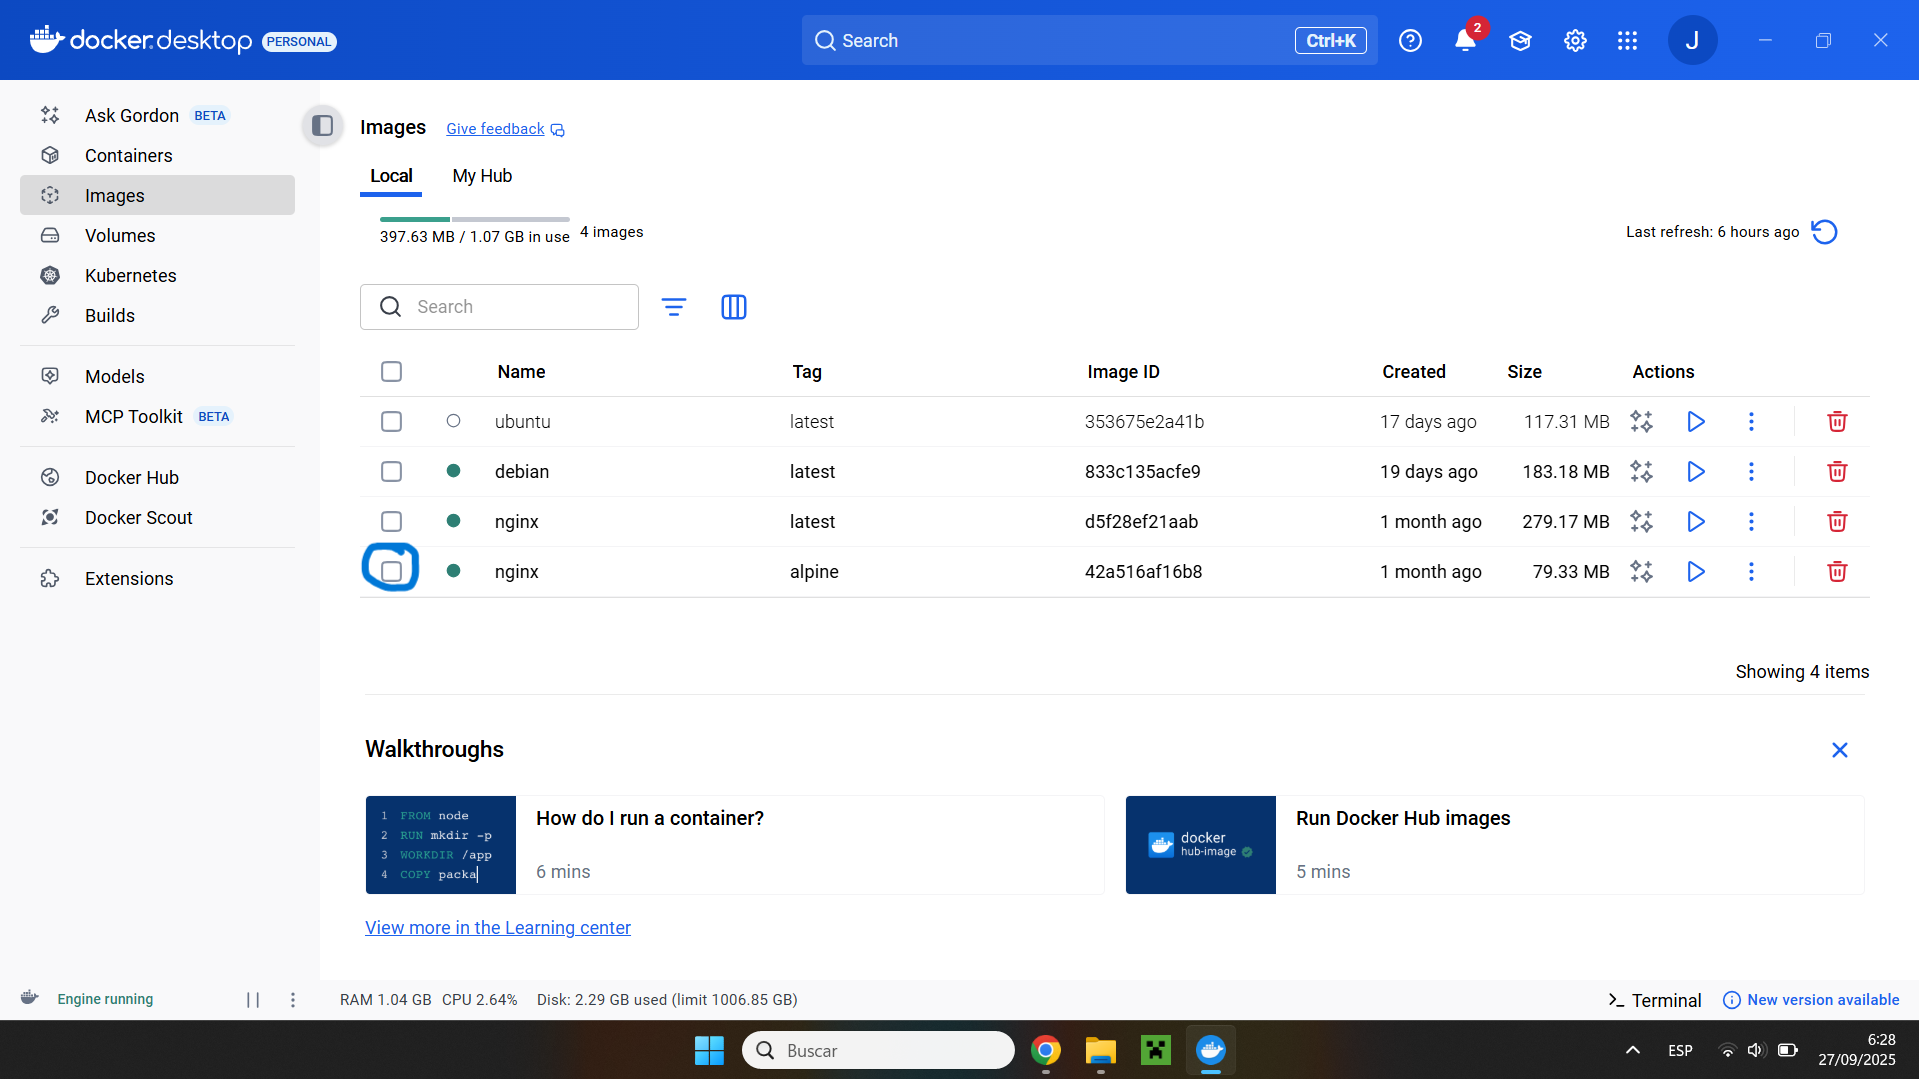 docker.desktop PERSONAL
Search Ctrl+K
2
J
Ask Gordon BETA
Containers
Images
Volumes
Kubernetes
Builds
Models
MCP Toolkit BETA
Docker Hub
Docker Scout
Extensions
Images Give feedback
Local My Hub
397.63 MB / 1.07 GB in use 4 images
Last refresh: 6 hours ago
Search
Name Tag Image ID Created Size Actions
ubuntu latest 353675e2a41b 17 days ago 117.31 MB
debian latest 833c135acfe9 19 days ago 183.18 MB
nginx latest d5f28ef21aab 1 month ago 279.17 MB
nginx alpine 42a516af16b8 1 month ago 79.33 MB
Showing 4 items
Walkthroughs
1 FROM node
2 RUN mkdir -p
3 WORKDIR /app
4 COPY packa
How do I run a container?
6 mins
docker
hub-image
Run Docker Hub images
5 mins
View more in the Learning center
Engine running
RAM 1.04 GB CPU 2.64% Disk: 2.29 GB used (limit 1006.85 GB)
Terminal
New version available
Buscar
ESP
6:28
27/09/2025